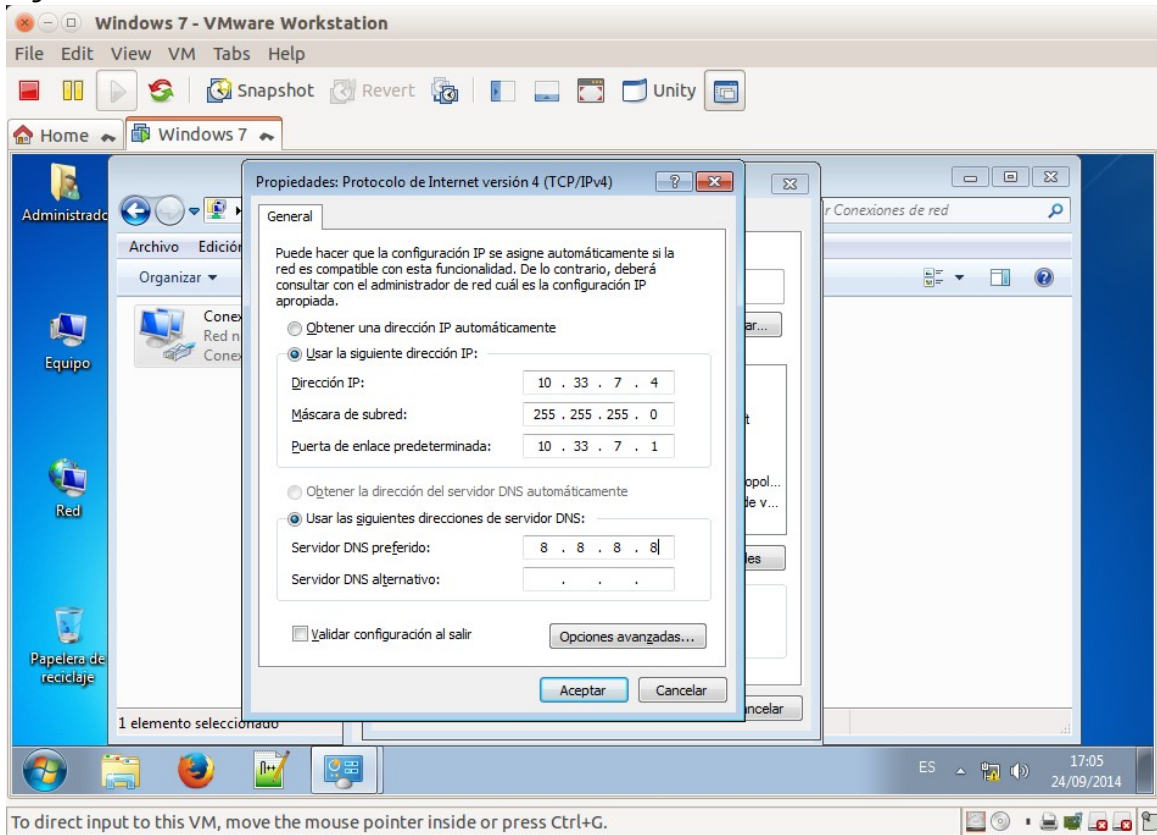 Windows 7 - VMware Workstation
File Edit View VM Tabs Help
Snapshot Revert Unity
Home Windows 7
Administrado
Equipo
Red
Papelera de
reciclaje
Archivo Edición
Organizar
Red
1 elemento seleccionado
Propiedades: Protocolo de Internet versión 4 (TCP/IPv4)
General
Puede hacer que la configuración IP se asigne automáticamente si la
red es compatible con esta funcionalidad. De lo contrario, deberá
consultar con el administrador de red cuál es la configuración IP
apropiada.
Obtener una dirección IP automáticamente
Usar la siguiente dirección IP:
Dirección IP: 10 . 33 . 7 . 4
Máscara de subred: 255 . 255 . 255 . 0
Puerta de enlace predeterminada: 10 . 33 . 7 . 1
Obtener la dirección del servidor DNS automáticamente
Usar las siguientes direcciones de servidor DNS:
Servidor DNS preferido: 8 . 8 . 8 . 8
Servidor DNS alternativo: . . .
Validar configuración al salir
Opciones avanzadas...
Aceptar Cancelar
r Conexiones de red
ar...
opol...
de v...
les
ncelar
ES
17:05
24/09/2014
To direct input to this VM, move the mouse pointer inside or press Ctrl+G.